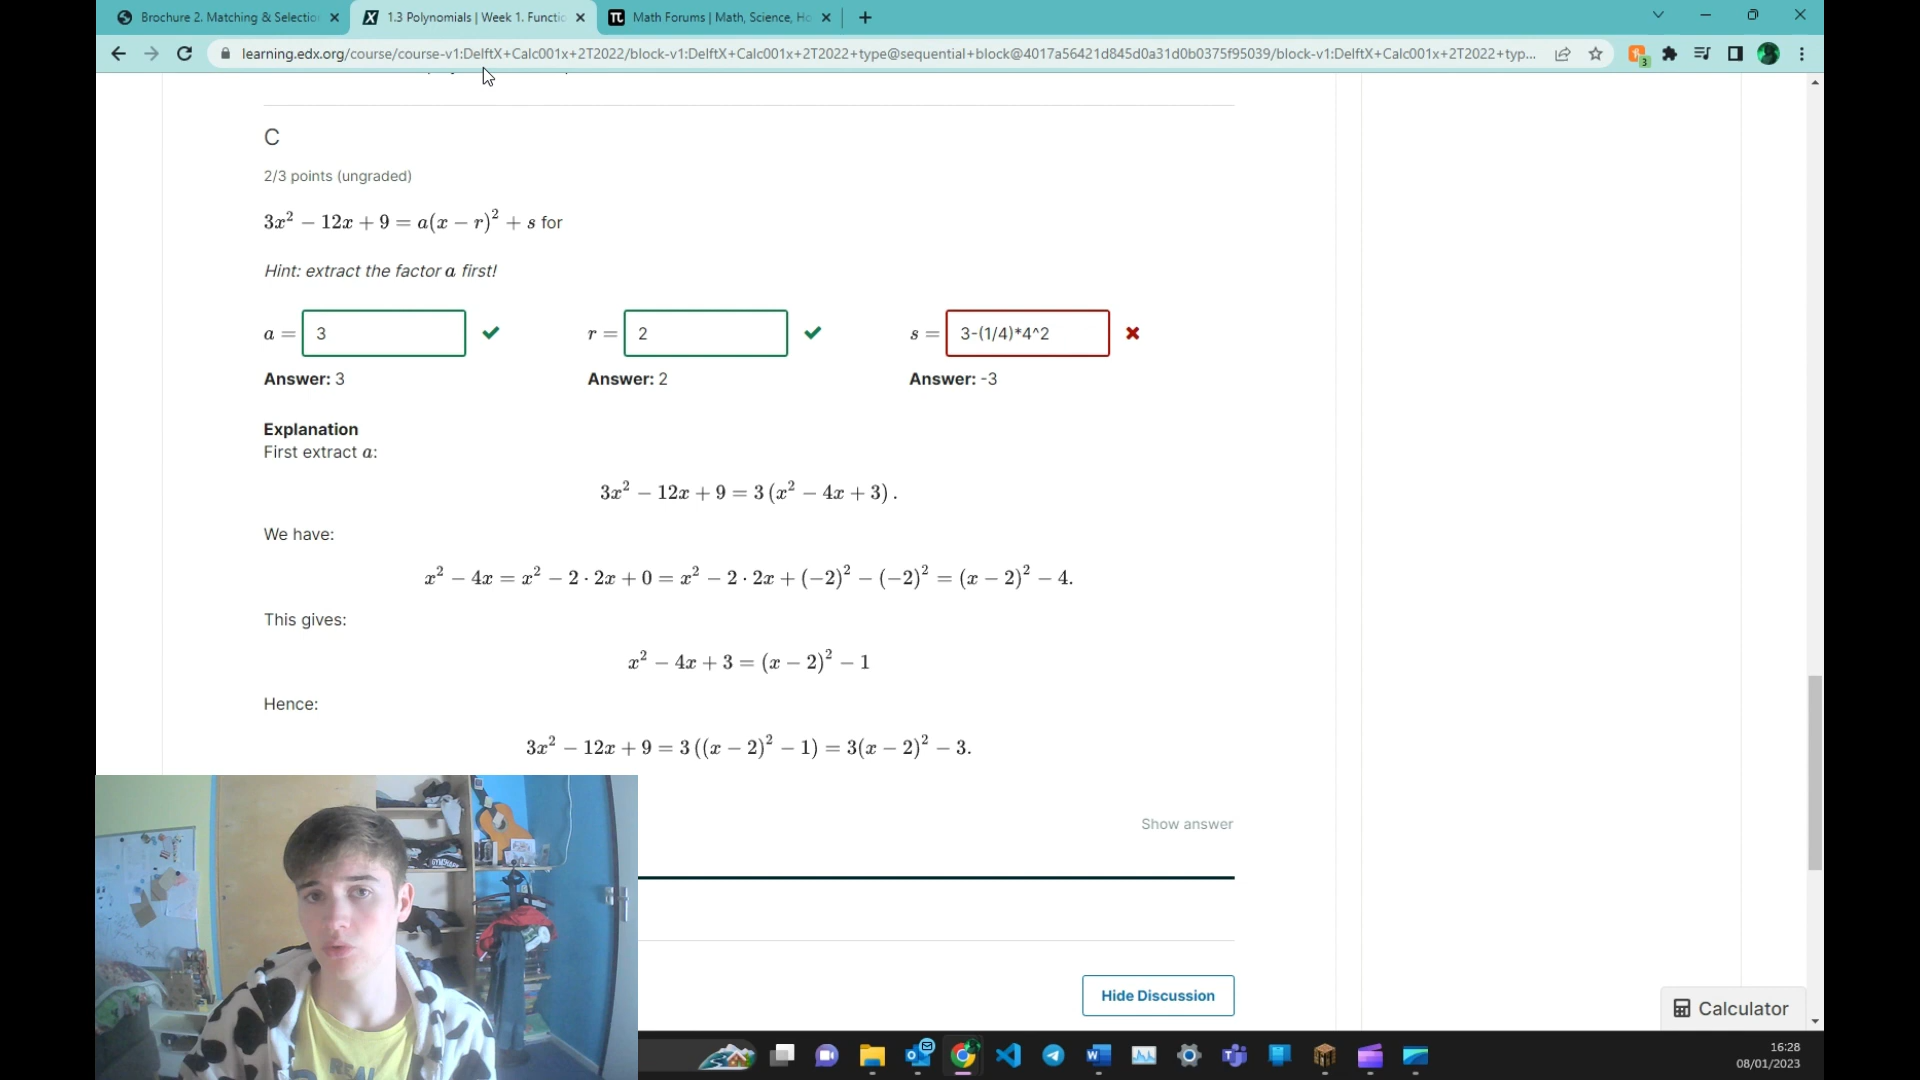 Brochure 2. Matching & Selectio
1.3 Polynomials | Week 1. Functio
Math Forums | Math, Science, Ho
learning.edx.org/course/course-v1:DelftX+Calc001x+2T2022/block-v1:DelftX+Calc001x+2T2022+type@sequential+block@4017a56421d845d0a31d0b0375f95039/block-v1:DelftX+Calc001x+2T2022+typ...
3
C
2/3 points (ungraded)
3x² − 12x + 9 = a(x − r)² + s for
Hint: extract the factor a first!
a = 3 r = 2 s = 3-(1/4)*4^2
Answer: 3 Answer: 2 Answer: -3
Explanation
First extract a:
3x² − 12x + 9 = 3 (x² − 4x + 3) .
We have:
x² − 4x = x² − 2 · 2x + 0 = x² − 2 · 2x + (−2)² − (−2)² = (x − 2)² − 4.
This gives:
x² − 4x + 3 = (x − 2)² − 1
Hence:
3x² − 12x + 9 = 3 ((x − 2)² − 1) = 3(x − 2)² − 3.
Show answer
Hide Discussion
Calculator
GYMSHARK
REAL
16:28
08/01/2023